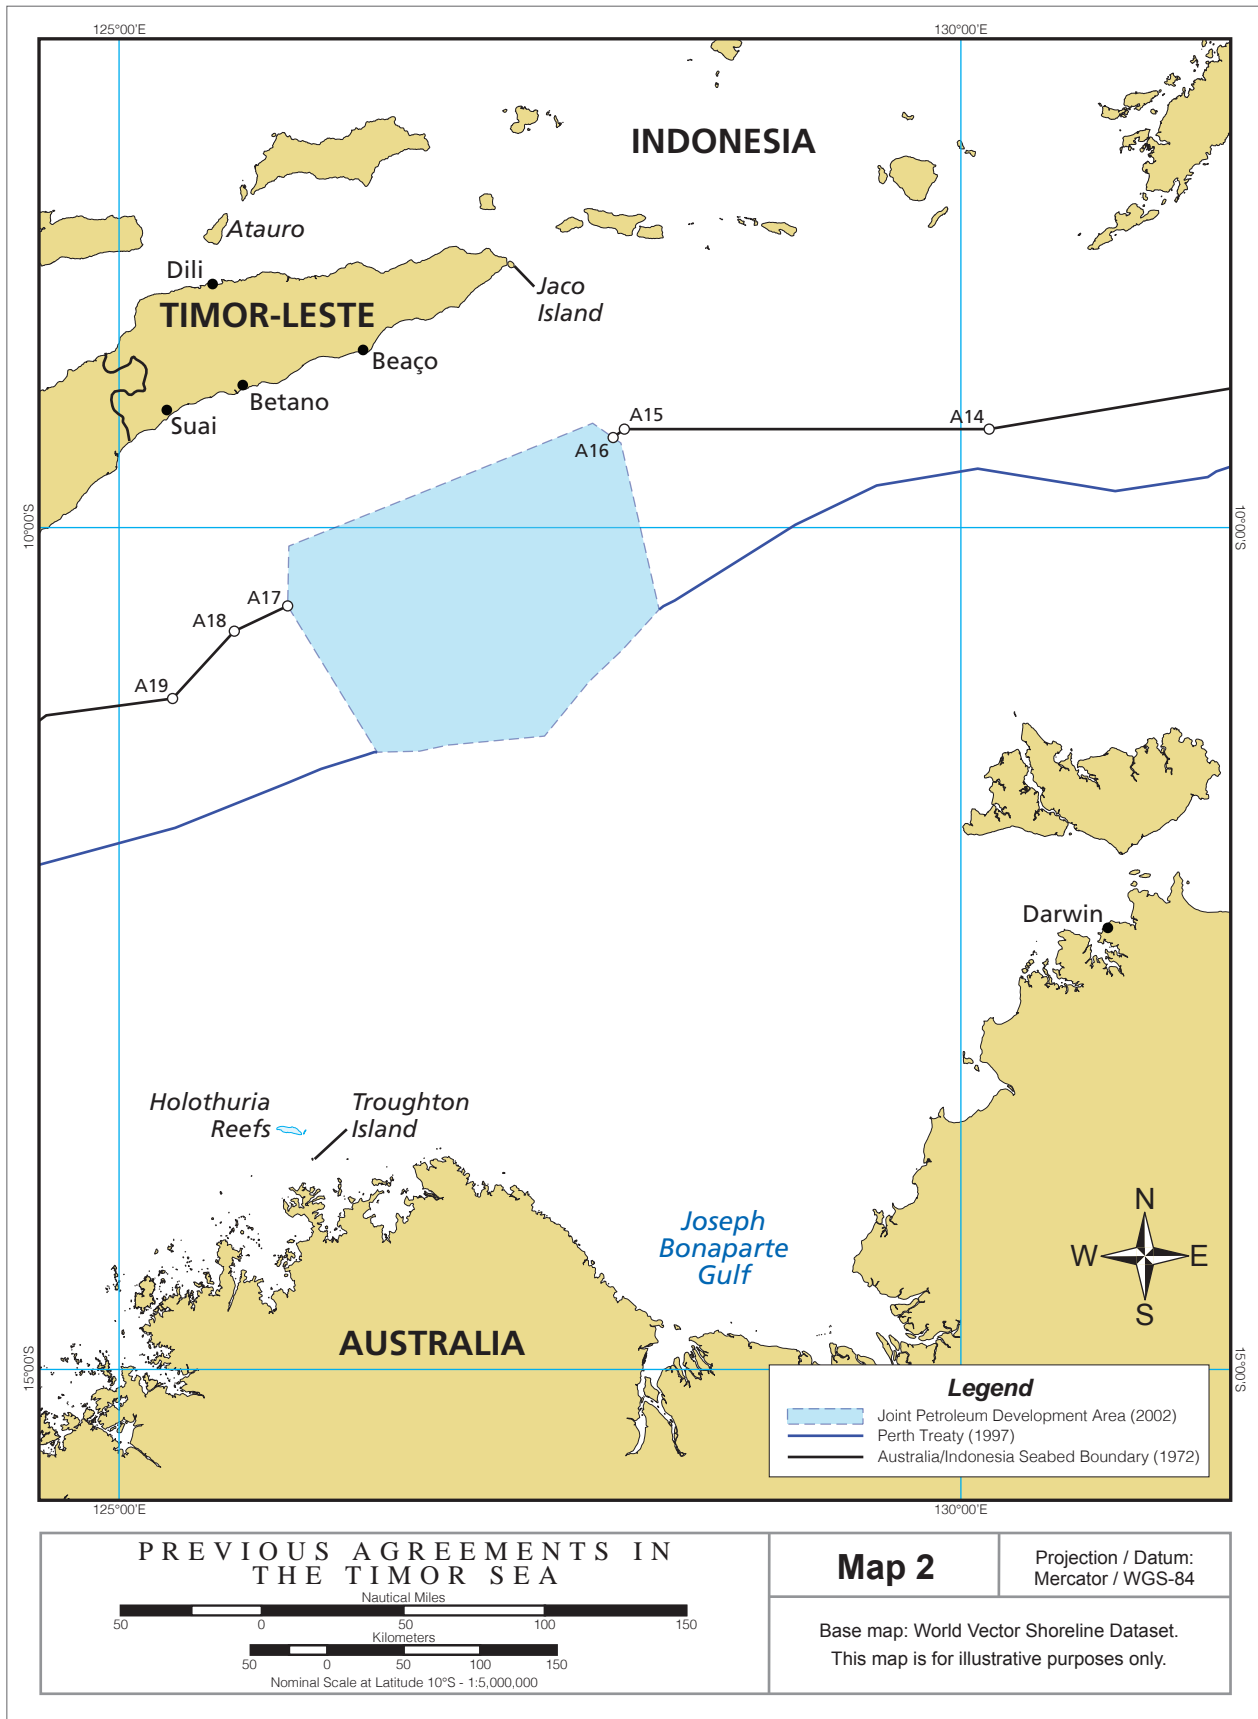 125°00'E
130°00'E
INDONESIA
Atauro
Dili
Jaco
Island
TIMOR-LESTE
Beaço
Betano
Suai
A15
A14
A16
10°00'S
10°00'S
A17
A18
A19
Darwin
Holothuria
Reefs
Troughton
Island
Joseph
Bonaparte
Gulf
N
W
E
S
AUSTRALIA
15°00'S
15°00'S
Legend
Joint Petroleum Development Area (2002)
Perth Treaty (1997)
Australia/Indonesia Seabed Boundary (1972)
125°00'E
130°00'E
PREVIOUS AGREEMENTS IN
THE TIMOR SEA
Nautical Miles
50 0 50 100 150
Kilometers
50 0 50 100 150
Nominal Scale at Latitude 10°S - 1:5,000,000
Map 2
Projection / Datum:
Mercator / WGS-84
Base map: World Vector Shoreline Dataset.
This map is for illustrative purposes only.